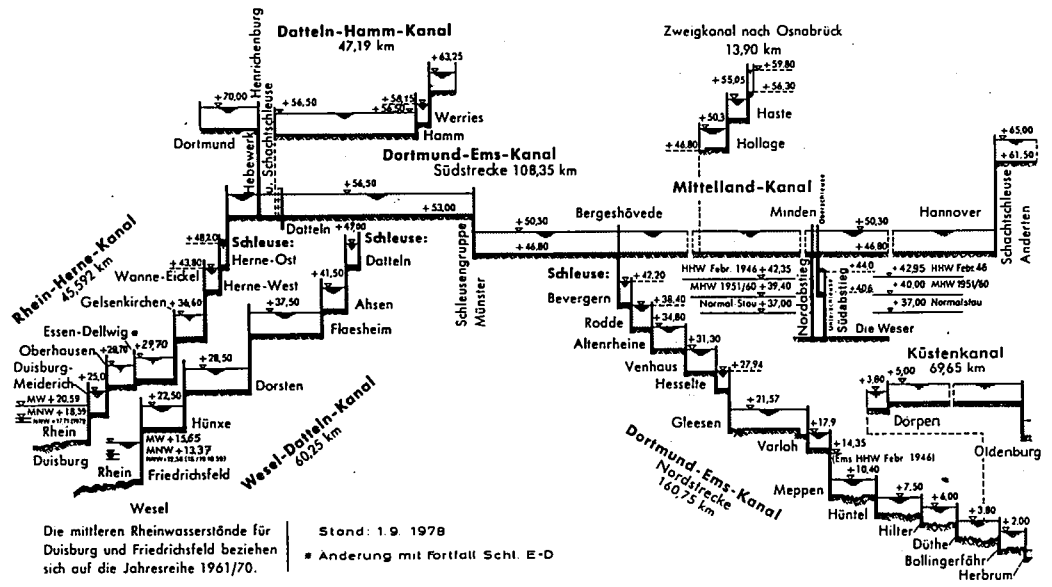 Datteln-Hamm-Kanal
47,19 km
+63,25
+70,00
+56,50
+58,15
+56,50
Werries
Hamm
Dortmund
Henrichenburg
Hebewerk
u. Schachtschleuse
Zweigkanal nach Osnabrück
13,90 km
+59,80
+55,05
+56,30
Haste
+50,3
+46,80
Hollage
+65,00
+61,50
Schachtschleuse
Anderten
Dortmund-Ems-Kanal
Südstrecke 108,35 km
+56,50
+53,00
Datteln
Mittelland-Kanal
Bergeshövede
Minden
Hannover
+50,30
+46,80
+50,30
+46,80
Oberschleuse
Unterschleuse
Nordabstieg
Südabstieg
+44,0
+40,6
HHW Febr. 1946 +42,35
MHW 1951/60 +39,40
Normal-Stau +37,00
+42,95 HHW Febr. 46
+40,00 MHW 1951/60
+37,00 Normalstau
Die Weser
Schleusengruppe
Münster
Rhein-Herne-Kanal
45,592 km
+48,20
Schleuse:
Herne-Ost
+43,80
Wanne-Eickel
Herne-West
Gelsenkirchen
+34,60
Essen-Dellwig *
+29,70
Oberhausen
+28,70
Duisburg-
Meiderich
+25,0
MW +20,59
MNW +18,59
Rhein
Duisburg
+47,00
Schleuse:
Datteln
+41,50
Ahsen
+37,50
Flaesheim
+28,50
Dorsten
+22,50
Hünxe
MW +15,65
MNW +13,37
Rhein
Friedrichsfeld
Wesel
Wesel-Datteln-Kanal
60,25 km
Schleuse:
+42,20
Bevergern
+38,40
Rodde
+34,80
Altenrheine
+31,30
Venhaus
+27,94
Hesselte
+21,57
Gleesen
+17,9
Varloh
+14,35
(Ems HHW Febr. 1946)
+10,40
Meppen
+7,50
Hüntel
+6,00
Hilter
+3,80
Düthe
+2,00
Bollingerfähr
Herbrum
Dortmund-Ems-Kanal
Nordstrecke
160,75 km
Küstenkanal
69,65 km
+3,80
+5,00
Dörpen
Oldenburg
Die mittleren Rheinwasserstände für
Duisburg und Friedrichsfeld beziehen
sich auf die Jahresreihe 1961/70.
Stand: 1.9. 1978
* Änderung mit Fortfall Schl. E-D